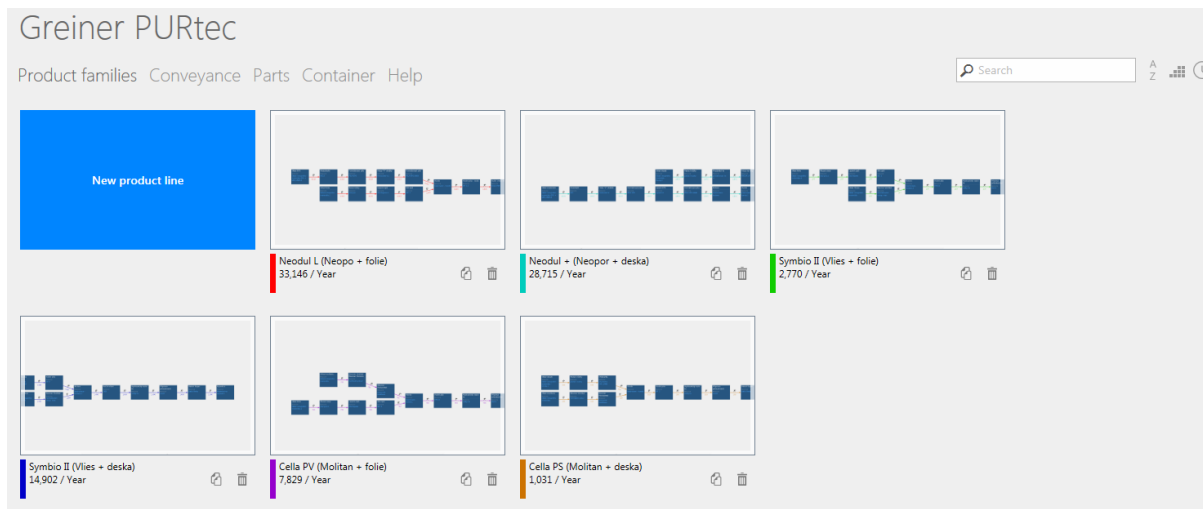 Greiner PURtec
Product families Conveyance Parts Container Help
Search
A
Z
New product line
Neodul L (Neopo + folie)
33,146 / Year
Neodul + (Neopor + deska)
28,715 / Year
Symbio II (Vlies + folie)
2,770 / Year
Symbio II (Vlies + deska)
14,902 / Year
Cella PV (Molitan + folie)
7,829 / Year
Cella PS (Molitan + deska)
1,031 / Year